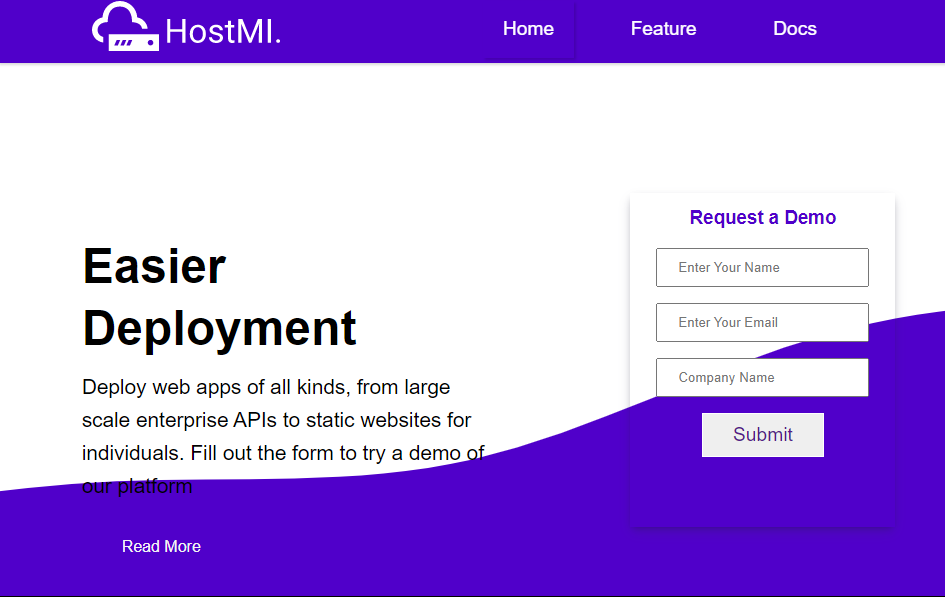 HostMI.
Home
Feature
Docs
Easier
Deployment
Deploy web apps of all kinds, from large
scale enterprise APIs to static websites for
individuals. Fill out the form to try a demo of
our platform
Read More
Request a Demo
Enter Your Name
Enter Your Email
Company Name
Submit